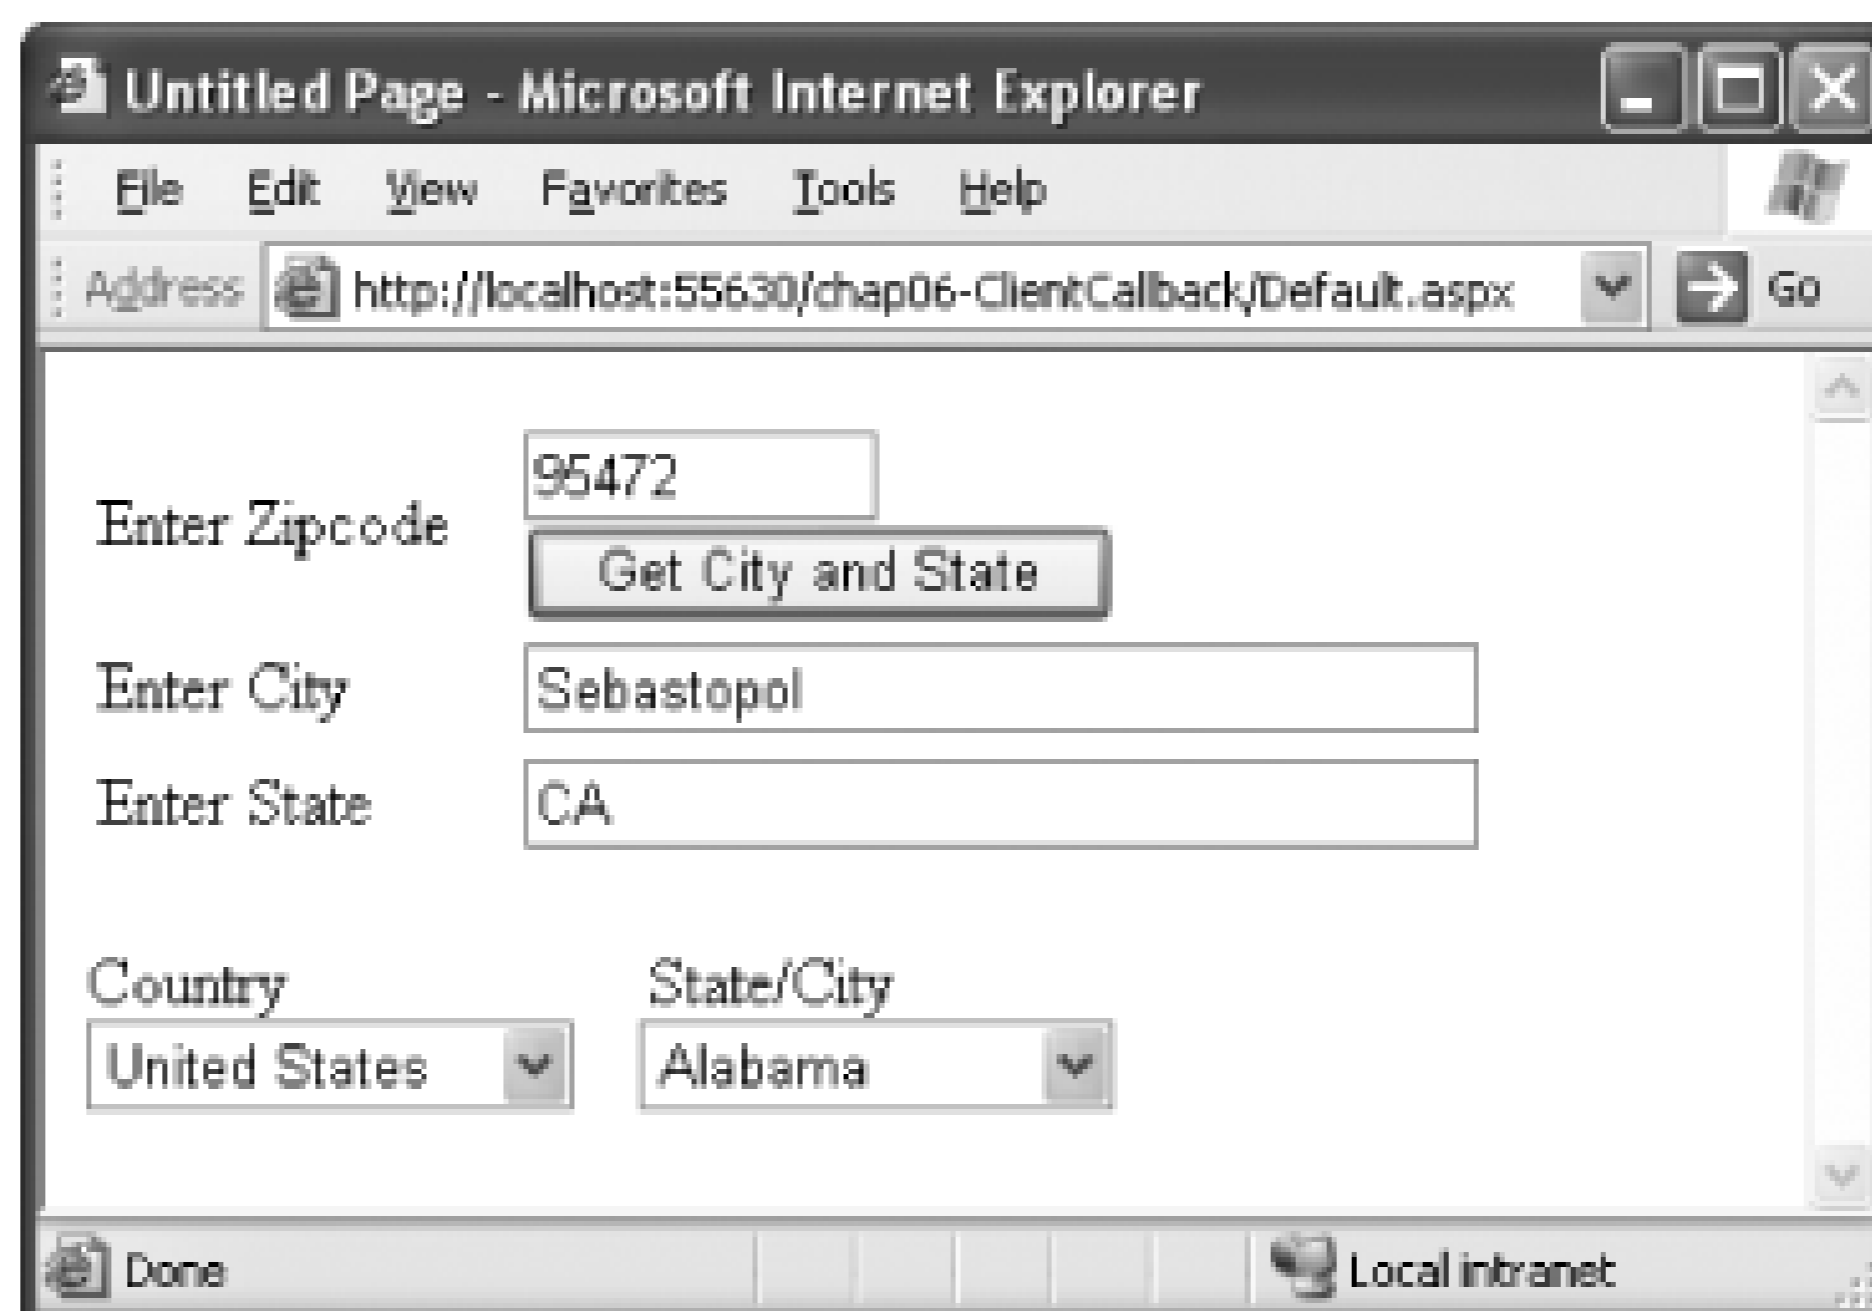 Untitled Page - Microsoft Internet Explorer
File Edit View Favorites Tools Help
Address http://localhost:55630/chap06-ClientCallback/Default.aspx Go
95472
Enter Zipcode
Get City and State
Enter City Sebastopol
Enter State CA
Country State/City
United States Alabama
Done Local intranet